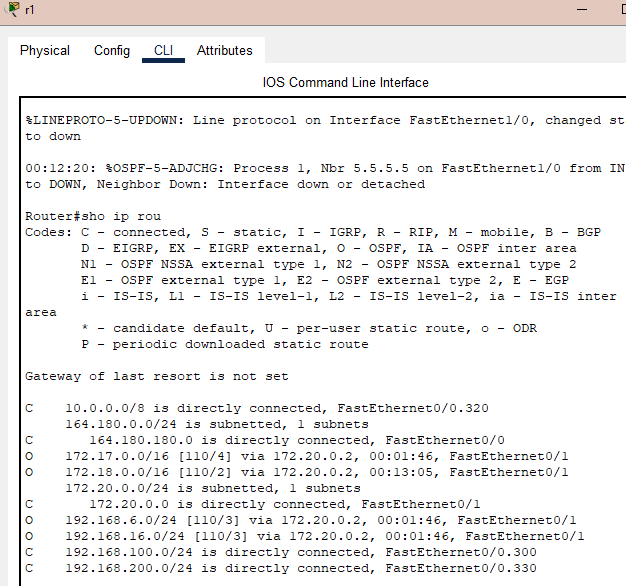 r1
Physical Config CLI Attributes
IOS Command Line Interface
%LINEPROTO-5-UPDOWN: Line protocol on Interface FastEthernet1/0, changed st
to down
00:12:20: %OSPF-5-ADJCHG: Process 1, Nbr 5.5.5.5 on FastEthernet1/0 from IN
to DOWN, Neighbor Down: Interface down or detached
Router#sho ip rou
Codes: C - connected, S - static, I - IGRP, R - RIP, M - mobile, B - BGP
       D - EIGRP, EX - EIGRP external, O - OSPF, IA - OSPF inter area
       N1 - OSPF NSSA external type 1, N2 - OSPF NSSA external type 2
       E1 - OSPF external type 1, E2 - OSPF external type 2, E - EGP
       i - IS-IS, L1 - IS-IS level-1, L2 - IS-IS level-2, ia - IS-IS inter
area
       * - candidate default, U - per-user static route, o - ODR
       P - periodic downloaded static route
Gateway of last resort is not set
C    10.0.0.0/8 is directly connected, FastEthernet0/0.320
     164.180.0.0/24 is subnetted, 1 subnets
C       164.180.180.0 is directly connected, FastEthernet0/0
O    172.17.0.0/16 [110/4] via 172.20.0.2, 00:01:46, FastEthernet0/1
O    172.18.0.0/16 [110/2] via 172.20.0.2, 00:13:05, FastEthernet0/1
     172.20.0.0/24 is subnetted, 1 subnets
C       172.20.0.0 is directly connected, FastEthernet0/1
O    192.168.6.0/24 [110/3] via 172.20.0.2, 00:01:46, FastEthernet0/1
O    192.168.16.0/24 [110/3] via 172.20.0.2, 00:01:46, FastEthernet0/1
C    192.168.100.0/24 is directly connected, FastEthernet0/0.300
C    192.168.200.0/24 is directly connected, FastEthernet0/0.330